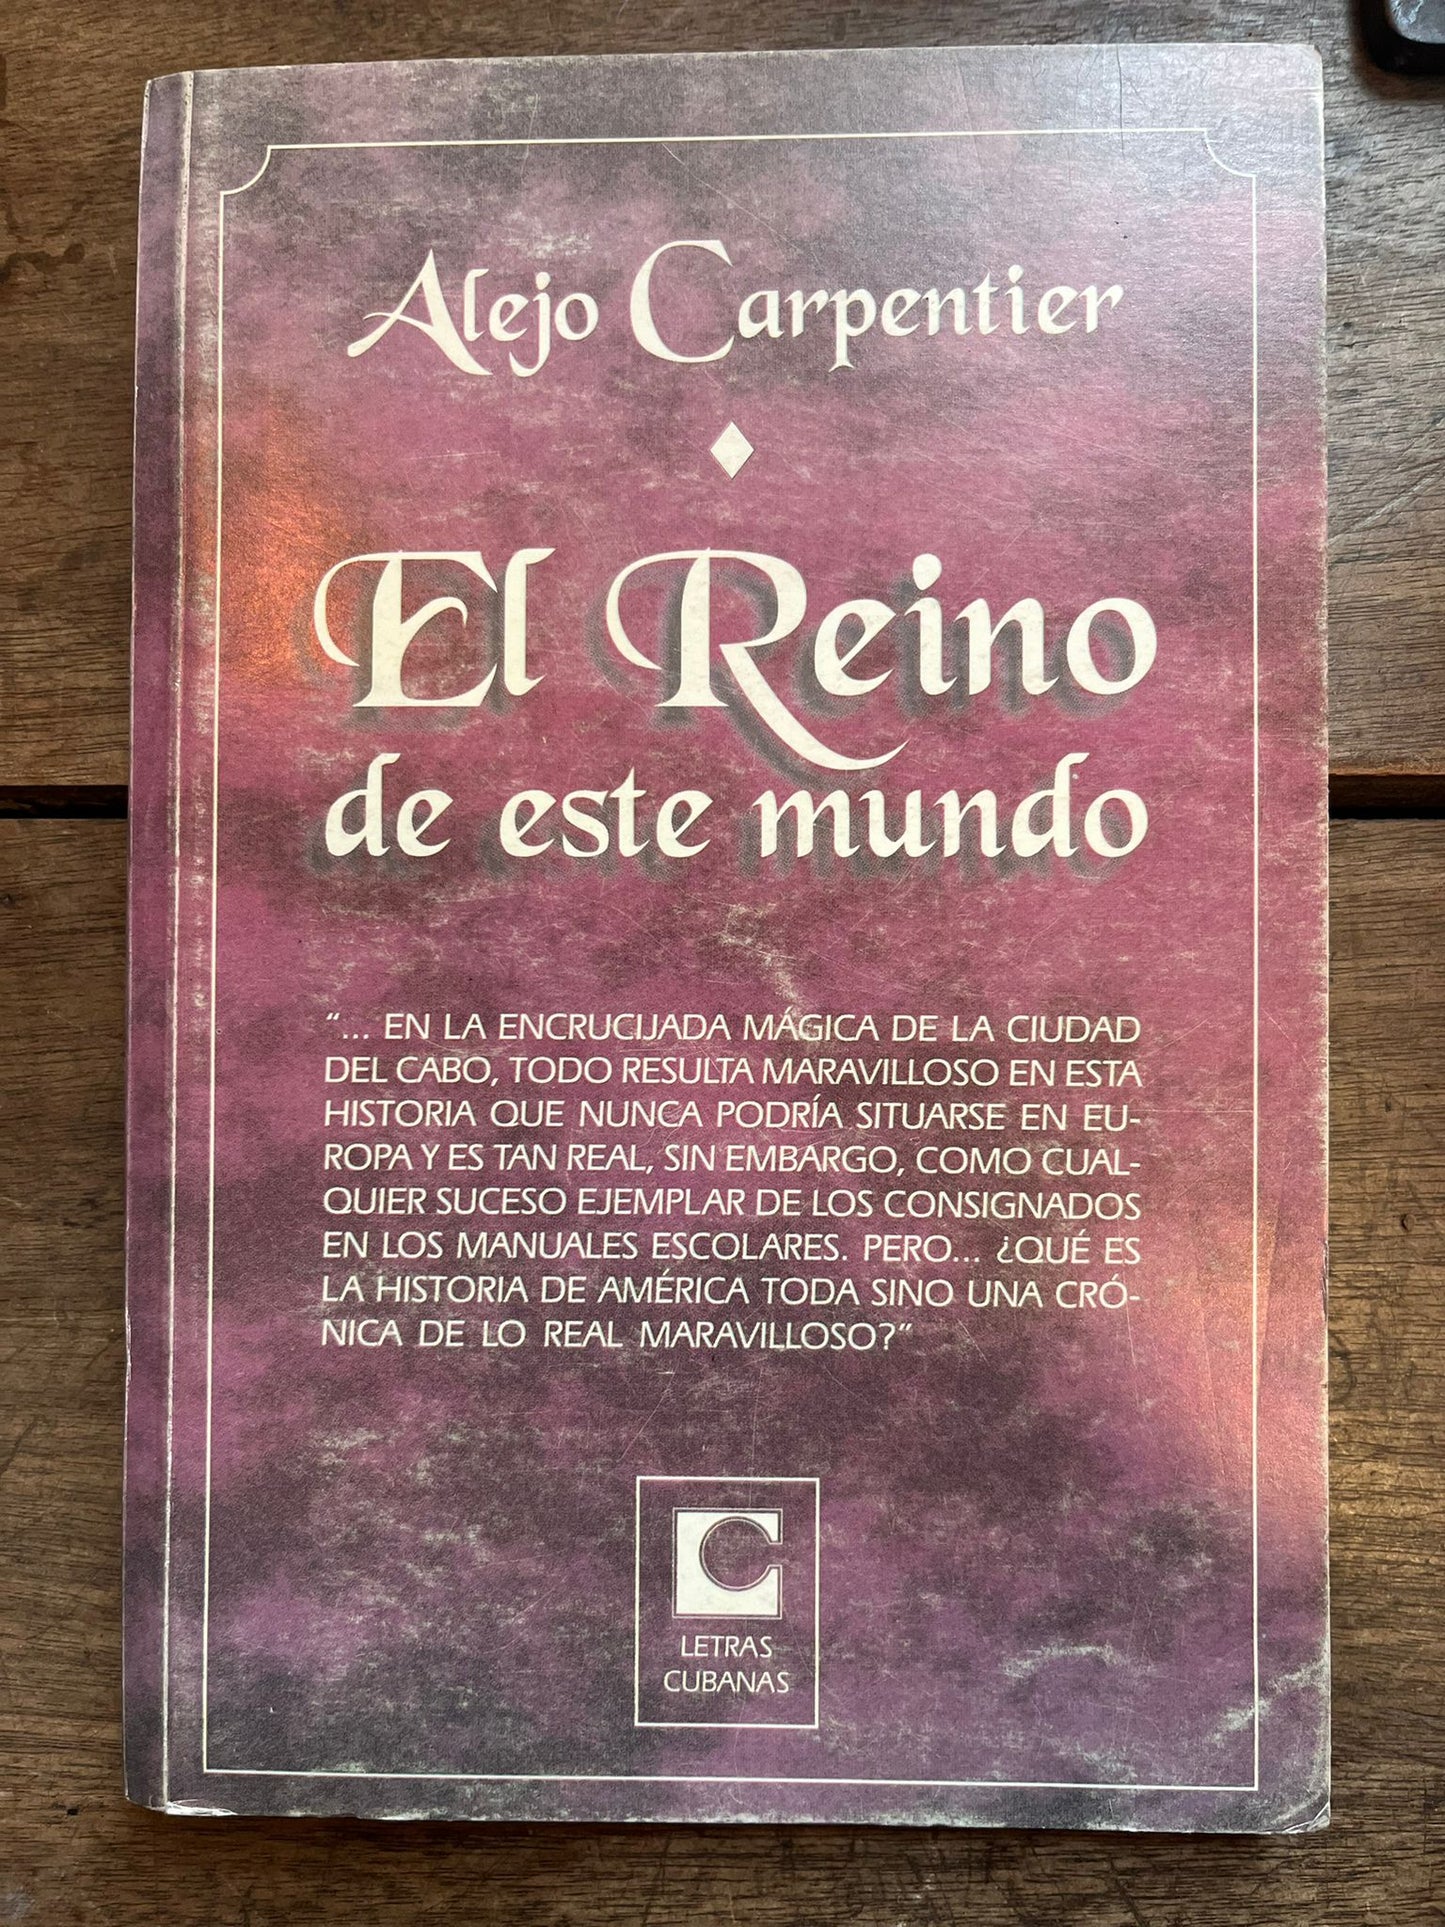 Alejo Carpentier
El Reino
de este mundo
"... EN LA ENCRUCIJADA MÁGICA DE LA CIUDAD
DEL CABO, TODO RESULTA MARAVILLOSO EN ESTA
HISTORIA QUE NUNCA PODRÍA SITUARSE EN EU-
ROPA Y ES TAN REAL, SIN EMBARGO, COMO CUAL-
QUIER SUCESO EJEMPLAR DE LOS CONSIGNADOS
EN LOS MANUALES ESCOLARES. PERO... ¿QUÉ ES
LA HISTORIA DE AMÉRICA TODA SINO UNA CRÓ-
NICA DE LO REAL MARAVILLOSO?"
C
LETRAS
CUBANAS